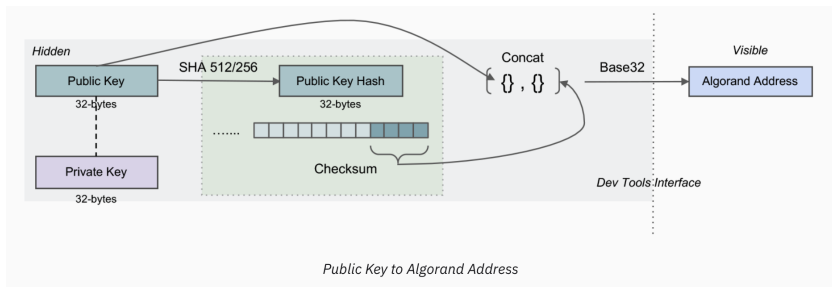 Hidden
Visible
Concat
SHA 512/256
Base32
Public Key
Public Key Hash
{} , {}
Algorand Address
32-bytes
32-bytes
.......
Checksum
Private Key
Dev Tools Interface
32-bytes
Public Key to Algorand Address